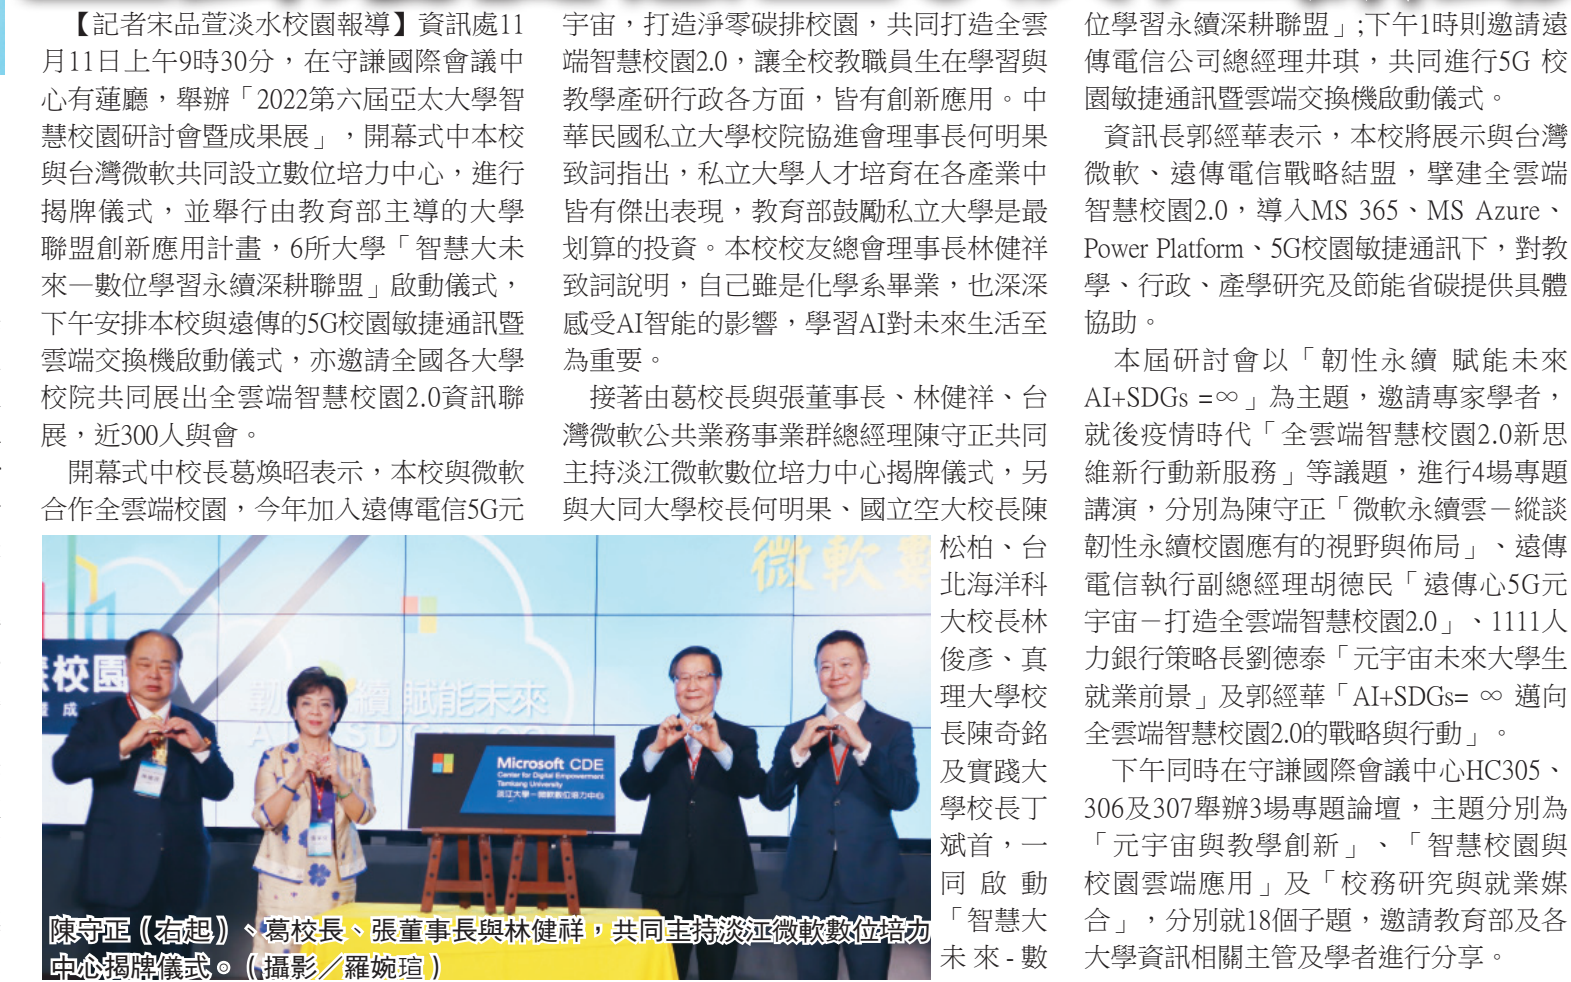 【記者宋品萱淡水校園報導】資訊處11
月11日上午9時30分，在守謙國際會議中
心有蓮廳，舉辦「2022第六屆亞太大學智
慧校園研討會暨成果展」，開幕式中本校
與台灣微軟共同設立數位培力中心，進行
揭牌儀式，並舉行由教育部主導的大學
聯盟創新應用計畫，6所大學「智慧大未
來—數位學習永續深耕聯盟」啟動儀式，
下午安排本校與遠傳的5G校園敏捷通訊暨
雲端交換機啟動儀式，亦邀請全國各大學
校院共同展出全雲端智慧校園2.0資訊聯
展，近300人與會。
開幕式中校長葛煥昭表示，本校與微軟
合作全雲端校園，今年加入遠傳電信5G元
宇宙，打造淨零碳排校園，共同打造全雲
端智慧校園2.0，讓全校教職員生在學習與
教學產研行政各方面，皆有創新應用。中
華民國私立大學校院協進會理事長何明果
致詞指出，私立大學人才培育在各產業中
皆有傑出表現，教育部鼓勵私立大學是最
划算的投資。本校校友總會理事長林健祥
致詞說明，自己雖是化學系畢業，也深深
感受AI智能的影響，學習AI對未來生活至
為重要。
接著由葛校長與張董事長、林健祥、台
灣微軟公共業務事業群總經理陳守正共同
主持淡江微軟數位培力中心揭牌儀式，另
與大同大學校長何明果、國立空大校長陳
松柏、台
北海洋科
大校長林
俊彥、真
理大學校
長陳奇銘
及實踐大
學校長丁
斌首，一
同啟動
「智慧大
未來-數
位學習永續深耕聯盟」;下午1時則邀請遠
傳電信公司總經理井琪，共同進行5G 校
園敏捷通訊暨雲端交換機啟動儀式。
資訊長郭經華表示，本校將展示與台灣
微軟、遠傳電信戰略結盟，擘建全雲端
智慧校園2.0，導入MS 365、MS Azure、
Power Platform、5G校園敏捷通訊下，對教
學、行政、產學研究及節能省碳提供具體
協助。
本屆研討會以「韌性永續 賦能未來
AI+SDGs =∞」為主題，邀請專家學者，
就後疫情時代「全雲端智慧校園2.0新思
維新行動新服務」等議題，進行4場專題
講演，分別為陳守正「微軟永續雲－縱談
韌性永續校園應有的視野與佈局」、遠傳
電信執行副總經理胡德民「遠傳心5G元
宇宙－打造全雲端智慧校園2.0」、1111人
力銀行策略長劉德泰「元宇宙未來大學生
就業前景」及郭經華「AI+SDGs= ∞ 邁向
全雲端智慧校園2.0的戰略與行動」。
下午同時在守謙國際會議中心HC305、
306及307舉辦3場專題論壇，主題分別為
「元宇宙與教學創新」、「智慧校園與
校園雲端應用」及「校務研究與就業媒
合」，分別就18個子題，邀請教育部及各
大學資訊相關主管及學者進行分享。
微軟數
慧校園
暨成
韌 續 賦能未來
Microsoft CDE
Center for Digital Empowerment
Tamkang University
淡江大學－微軟數位培力中心
陳守正（右起）、葛校長、張董事長與林健祥，共同主持淡江微軟數位培力
中心揭牌儀式。（攝影／羅婉瑄）